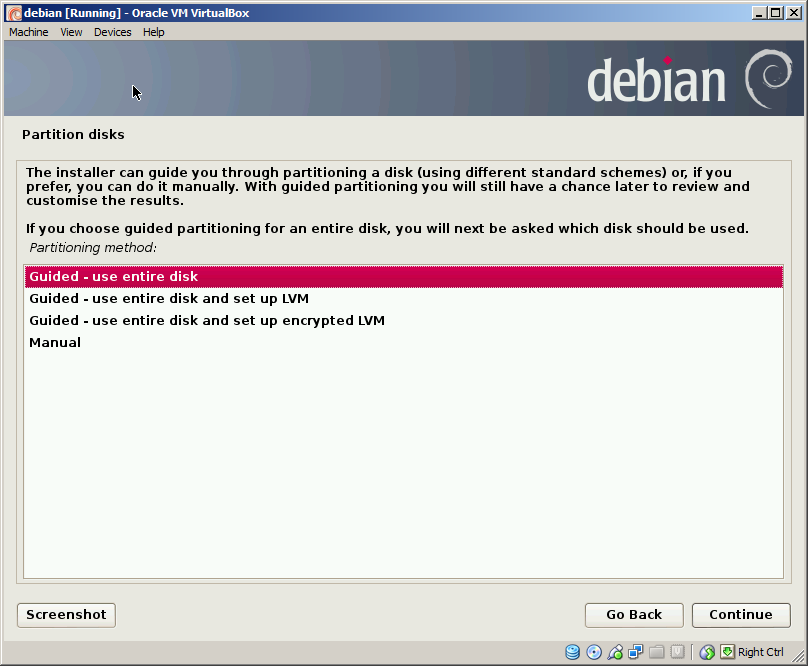 debian [Running] - Oracle VM VirtualBox
Machine View Devices Help
debian
Partition disks
The installer can guide you through partitioning a disk (using different standard schemes) or, if you
prefer, you can do it manually. With guided partitioning you will still have a chance later to review and
customise the results.
If you choose guided partitioning for an entire disk, you will next be asked which disk should be used.
Partitioning method:
Guided - use entire disk
Guided - use entire disk and set up LVM
Guided - use entire disk and set up encrypted LVM
Manual
Screenshot Go Back Continue
Right Ctrl